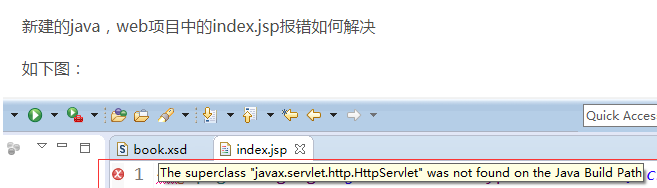 新建的java，web项目中的index.jsp报错如何解决
如下图：
Quick Access
book.xsd
index.jsp
1
The superclass "javax.servlet.http.HttpServlet" was not found on the Java Build Path